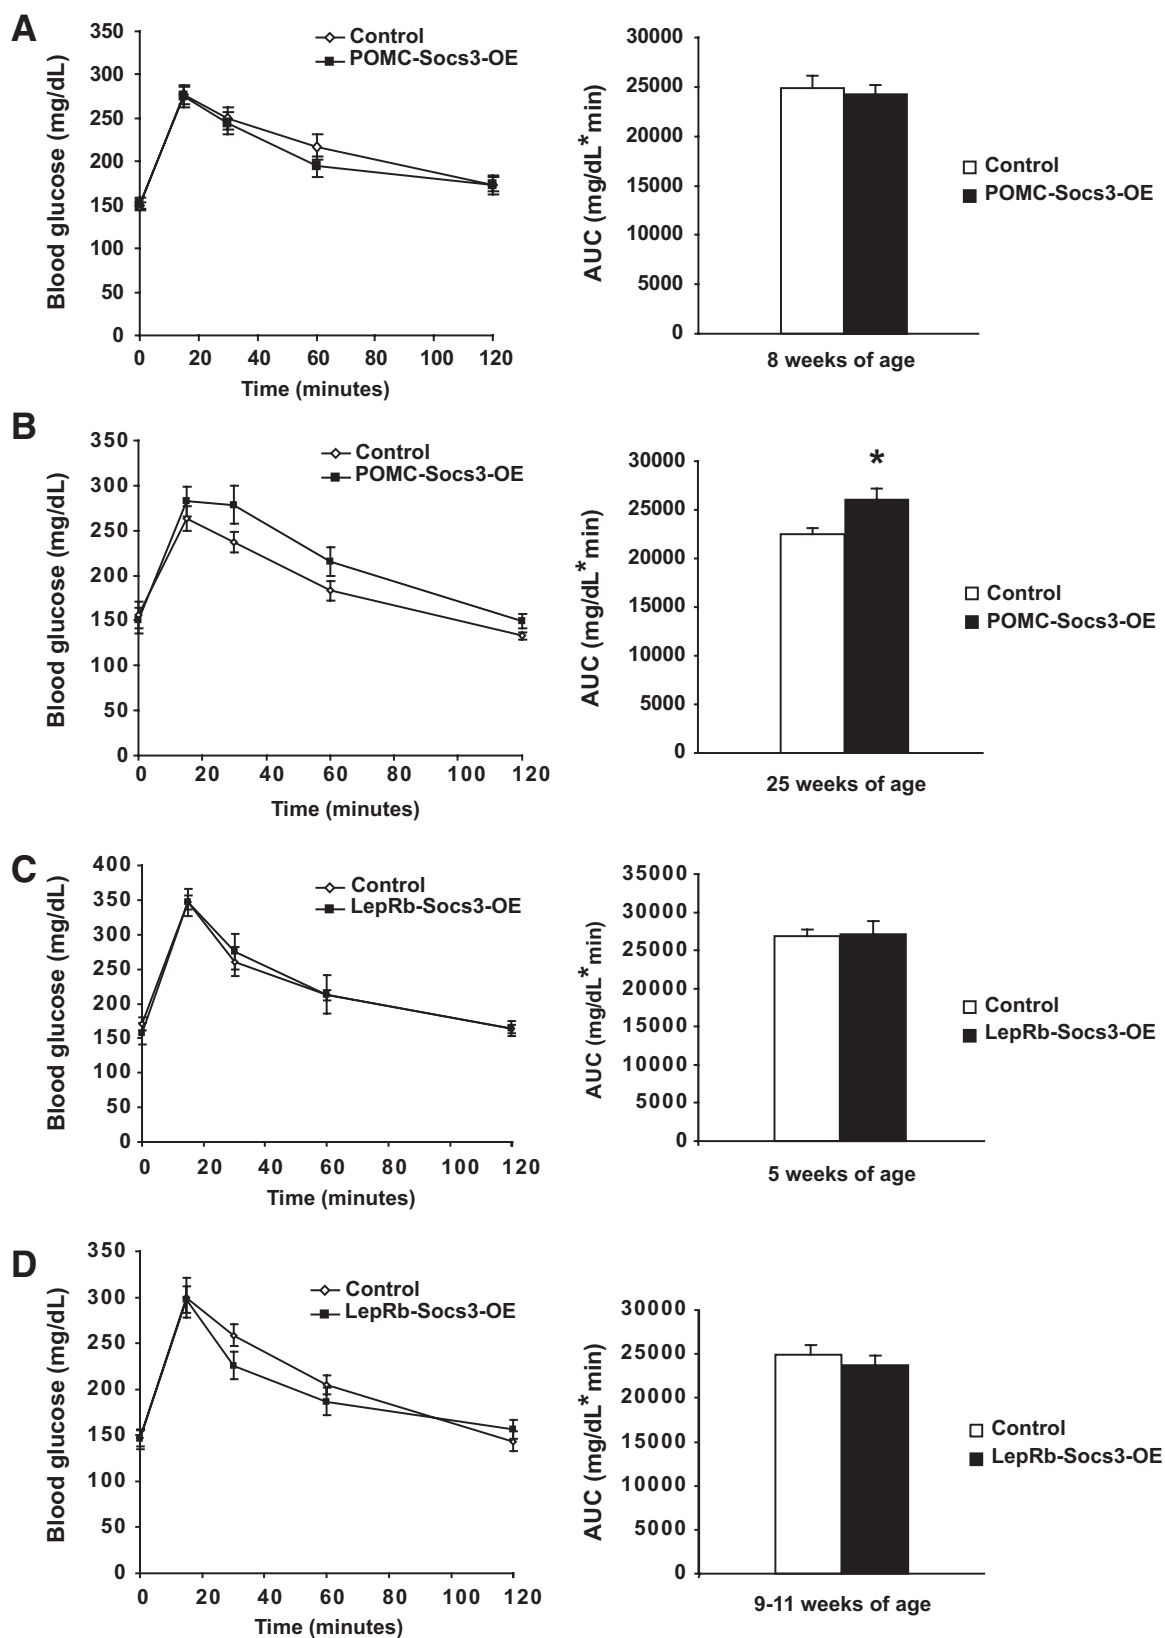 A
350
300
250
200
150
100
50
0
0 20 40 60 80 100 120
Blood glucose (mg/dL)
Time (minutes)
Control
POMC-Socs3-OE
30000
25000
20000
15000
10000
5000
0
AUC (mg/dL*min)
8 weeks of age
Control
POMC-Socs3-OE
B
350
300
250
200
150
100
50
0
0 20 40 60 80 100 120
Blood glucose (mg/dL)
Time (minutes)
Control
POMC-Socs3-OE
30000
25000
20000
15000
10000
5000
0
AUC (mg/dL*min)
*
25 weeks of age
Control
POMC-Socs3-OE
C
400
350
300
250
200
150
100
50
0
0 20 40 60 80 100 120
Blood glucose (mg/dL)
Time (minutes)
Control
LepRb-Socs3-OE
35000
30000
25000
20000
15000
10000
5000
0
AUC (mg/dL*min)
5 weeks of age
Control
LepRb-Socs3-OE
D
350
300
250
200
150
100
50
0
0 20 40 60 80 100 120
Blood glucose (mg/dL)
Time (minutes)
Control
LepRb-Socs3-OE
30000
25000
20000
15000
10000
5000
0
AUC (mg/dL*min)
9-11 weeks of age
Control
LepRb-Socs3-OE